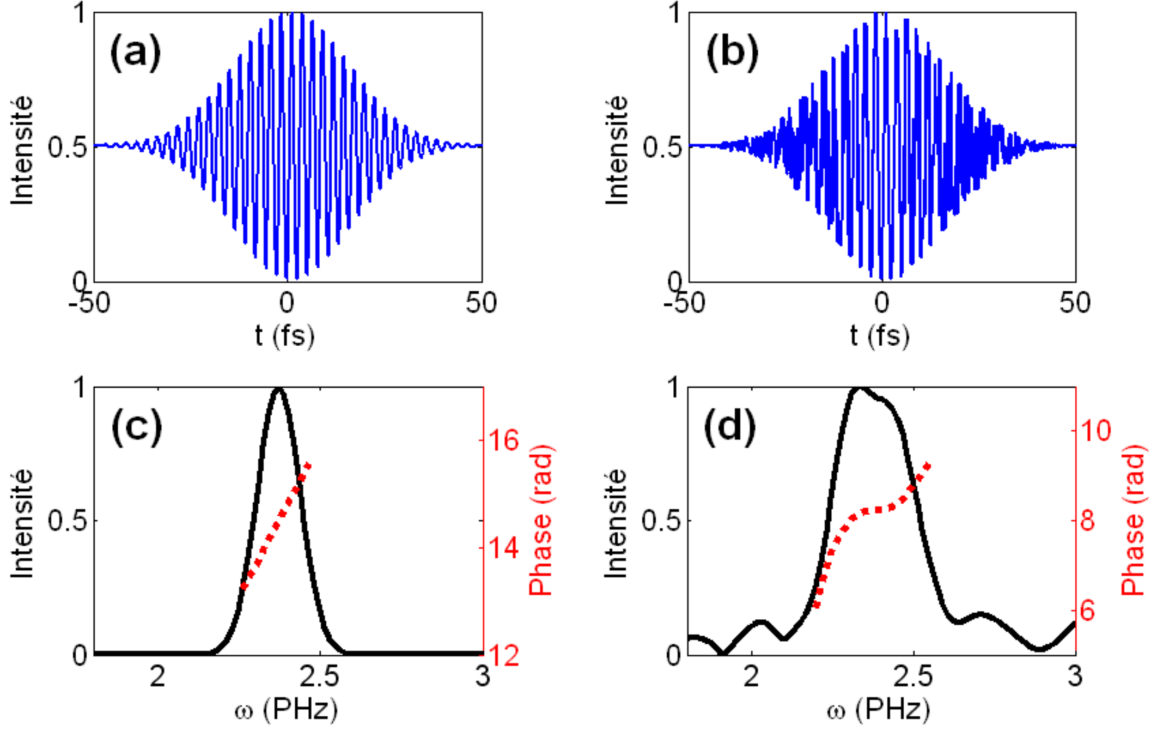 (a)
Intensité
1
0.5
0
-50
0
50
t (fs)
(b)
Intensité
1
0.5
0
-50
0
50
t (fs)
(c)
Intensité
1
0.5
0
2
2.5
3
ω (PHz)
16
14
12
Phase (rad)
(d)
Intensité
1
0.5
0
2
2.5
3
ω (PHz)
10
8
6
Phase (rad)